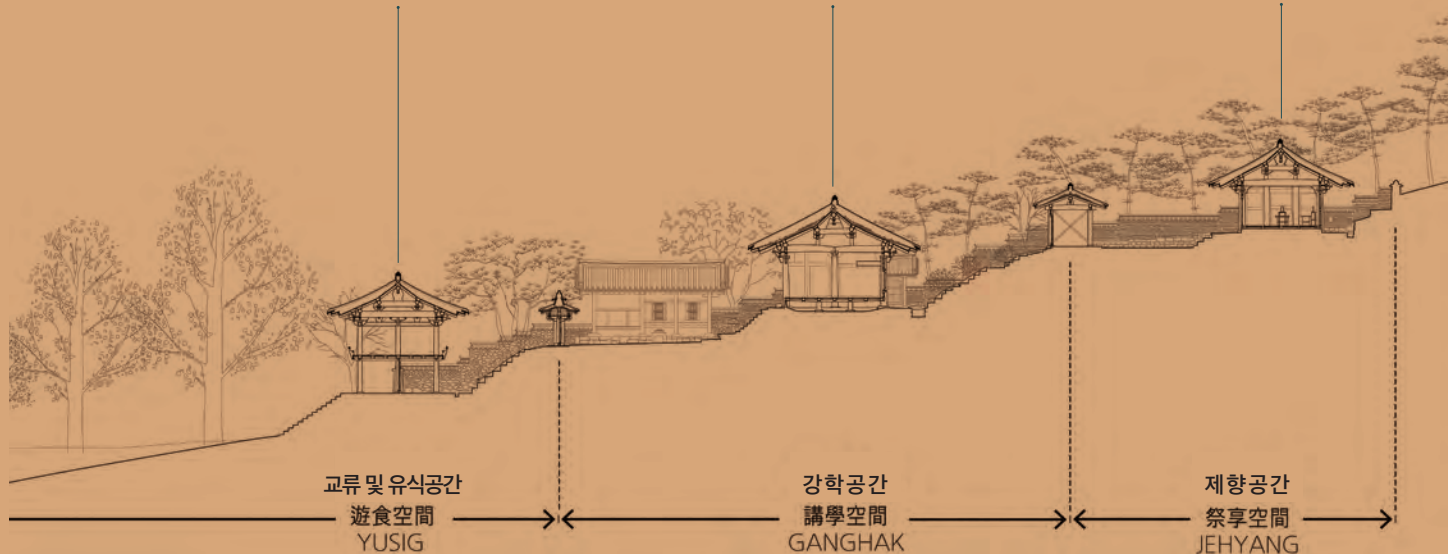 교류 및 유식공간
遊食空間
YUSIG
강학공간
講學空間
GANGHAK
제향공간
祭享空間
JEHYANG